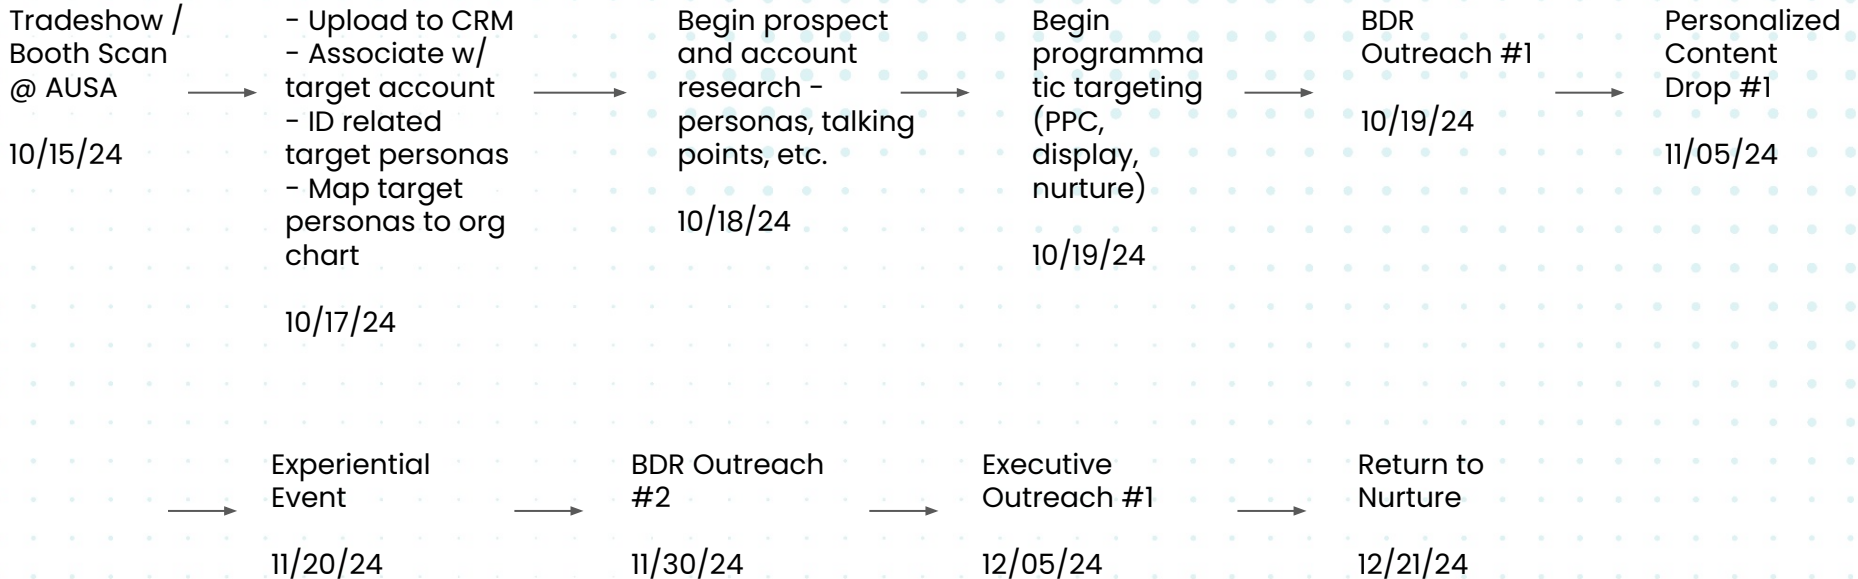 Tradeshow /
Booth Scan
@ AUSA
10/15/24
- Upload to CRM
- Associate w/
target account
- ID related
target personas
- Map target
personas to org
chart
10/17/24
Begin prospect
and account
research -
personas, talking
points, etc.
10/18/24
Begin
programma
tic targeting
(PPC,
display,
nurture)
10/19/24
BDR
Outreach #1
10/19/24
Personalized
Content
Drop #1
11/05/24
Experiential
Event
11/20/24
BDR Outreach
#2
11/30/24
Executive
Outreach #1
12/05/24
Return to
Nurture
12/21/24